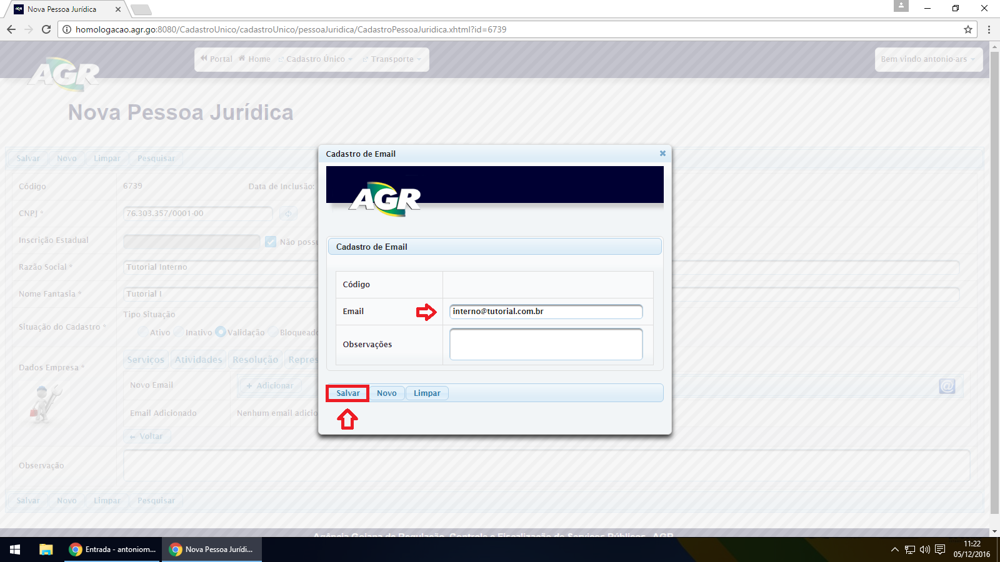 Nova Pessoa Jurídica
homologacao.agr.go:8080/CadastroUnico/cadastroUnico/pessoaJuridica/CadastroPessoaJuridica.xhtml?id=6739
AGR
Portal Home Cadastro Único Transporte
Bem vindo antonio-ars
Nova Pessoa Jurídica
Salvar Novo Limpar Pesquisar
Código 6739 Data de Inclusão:
CNPJ * 76.303.357/0001-00
Inscrição Estadual Não possu
Razão Social * Tutorial Interno
Nome Fantasia * Tutorial I
Tipo Situação
Situação do Cadastro *
Ativo Inativo Validação Bloqueado
Dados Empresa *
Serviços Atividades Resolução Repres
Novo Email + Adicionar @
Email Adicionado Nenhum email adicio
Voltar
Observação
Salvar Novo Limpar Pesquisar
Agência Goiana de Regulação, Controle e Fiscalização de Serviços Públicos - AGR
Cadastro de Email
AGR
Cadastro de Email
Código
Email interno@tutorial.com.br
Observações
Salvar Novo Limpar
Entrada - antoniom...
Nova Pessoa Jurídi...
11:22
05/12/2016